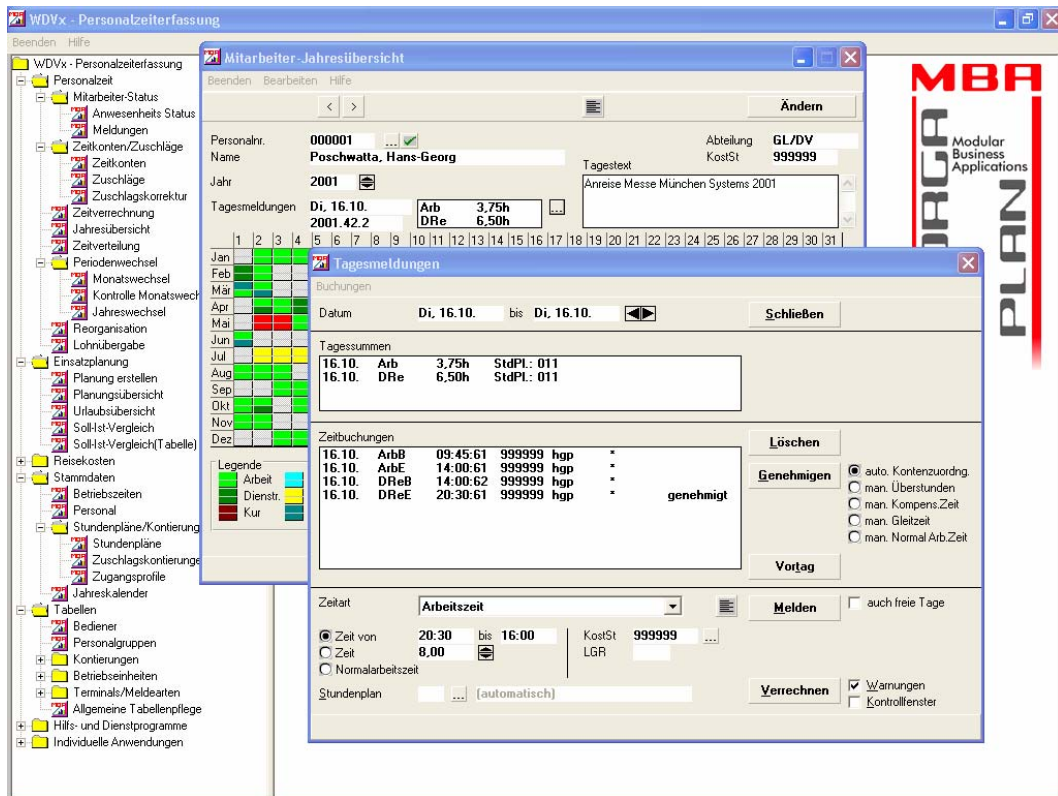 WDVx - Personalzeiterfassung
Beenden Hilfe
WDVx - Personalzeiterfassung
Personalzeit
Mitarbeiter-Status
Anwesenheits Status
Meldungen
Zeitkonten/Zuschläge
Zeitkonten
Zuschläge
Zuschlagskorrektur
Zeitverrechnung
Jahresübersicht
Zeitverteilung
Periodenwechsel
Monatswechsel
Kontrolle Monatswech
Jahreswechsel
Reorganisation
Lohnübergabe
Einsatzplanung
Planung erstellen
Planungsübersicht
Urlaubsübersicht
Soll-Ist-Vergleich
Soll-Ist-Vergleich(Tabelle)
Reisekosten
Stammdaten
Betriebszeiten
Personal
Stundenpläne/Kontierung
Stundenpläne
Zuschlagskontierunge
Zugangsprofile
Jahreskalender
Tabellen
Bediener
Personalgruppen
Kontierungen
Betriebseinheiten
Terminals/Meldearten
Allgemeine Tabellenpflege
Hilfs- und Dienstprogramme
Individuelle Anwendungen
Mitarbeiter-Jahresübersicht
Beenden Bearbeiten Hilfe
< > Ändern
Personalnr. 000001 ... Abteilung GL/DV
Name Poschwatta, Hans-Georg KostSt 999999
Tagestext
Jahr 2001 Anreise Messe München Systems 2001
Tagesmeldungen Di, 16.10. Arb 3,75h ...
2001.42.2 DRe 6,50h
1 2 3 4 5 6 7 8 9 10 11 12 13 14 15 16 17 18 19 20 21 22 23 24 25 26 27 28 29 30 31
Jan
Feb
Mär
Apr
Mai
Jun
Jul
Aug
Sep
Okt
Nov
Dez
Legende
Arbeit
Dienstr.
Kur
Tagesmeldungen
Buchungen
Datum Di, 16.10. bis Di, 16.10. Schließen
Tagessummen
16.10. Arb 3,75h StdPl.: 011
16.10. DRe 6,50h StdPl.: 011
Zeitbuchungen Löschen
16.10. ArbB 09:45:61 999999 hgp *
16.10. ArbE 14:00:61 999999 hgp *
16.10. DReB 14:00:62 999999 hgp *
16.10. DReE 20:30:61 999999 hgp * genehmigt
Genehmigen
auto. Kontenzuordng.
man. Überstunden
man. Kompens.Zeit
man. Gleitzeit
man. Normal Arb.Zeit
Vortag
Zeitart Arbeitszeit Melden auch freie Tage
Zeit von 20:30 bis 16:00 KostSt 999999 ...
Zeit 8,00 LGR
Normalarbeitszeit
Stundenplan ... (automatisch) Verrechnen Warnungen
Kontrollfenster
MBA
Modular
Business
Applications
ORGA
PLAN